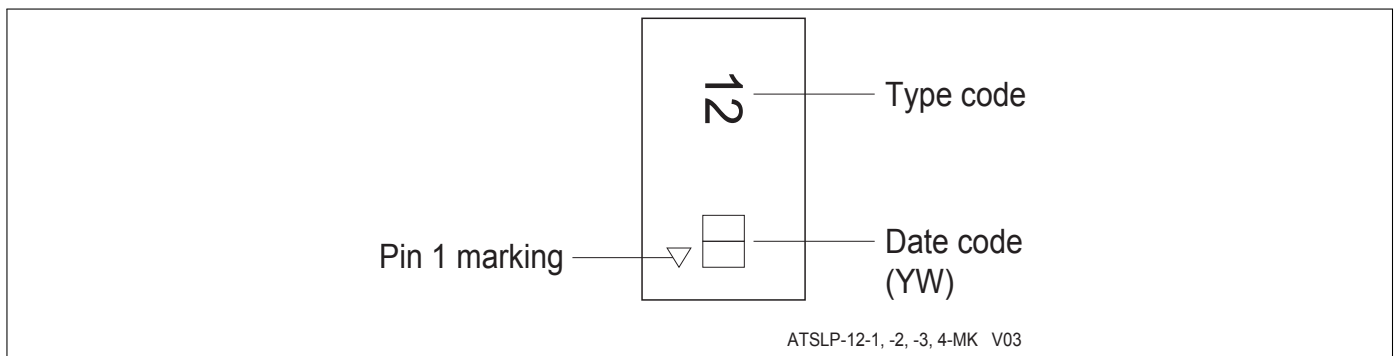 12
Type code
Pin 1 marking
Date code
(YW)
ATSLP-12-1, -2, -3, 4-MK V03